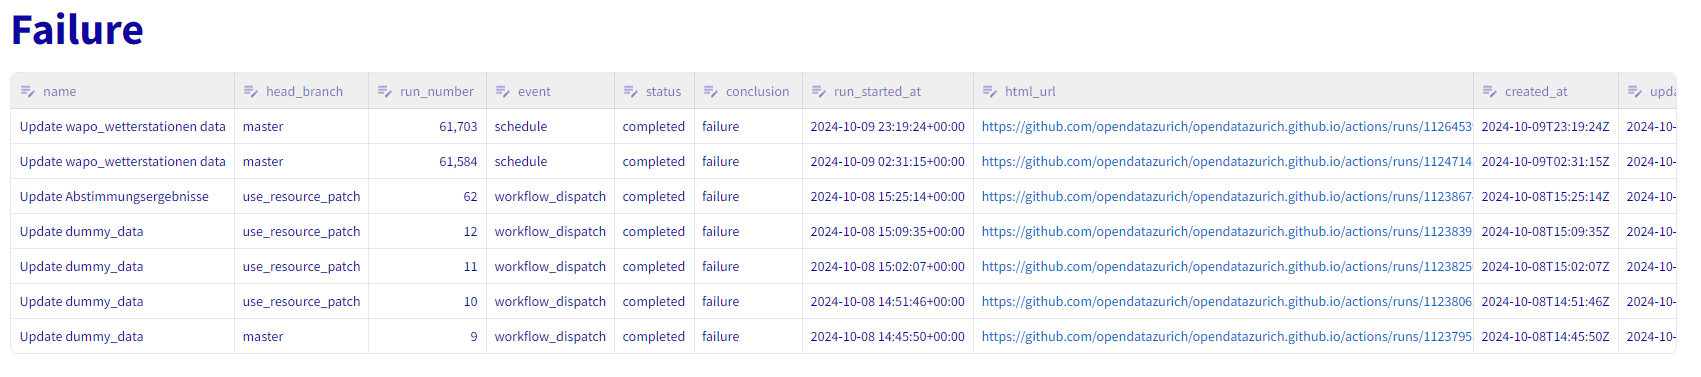 Failure
name head_branch run_number event status conclusion run_started_at html_url created_at upda
Update wapo_wetterstationen data master 61,703 schedule completed failure 2024-10-09 23:19:24+00:00 https://github.com/opendatazurich/opendatazurich.github.io/actions/runs/1126453 2024-10-09T23:19:24Z 2024-10-
Update wapo_wetterstationen data master 61,584 schedule completed failure 2024-10-09 02:31:15+00:00 https://github.com/opendatazurich/opendatazurich.github.io/actions/runs/1124714 2024-10-09T02:31:15Z 2024-10-
Update Abstimmungsergebnisse use_resource_patch 62 workflow_dispatch completed failure 2024-10-08 15:25:14+00:00 https://github.com/opendatazurich/opendatazurich.github.io/actions/runs/1123867 2024-10-08T15:25:14Z 2024-10-
Update dummy_data use_resource_patch 12 workflow_dispatch completed failure 2024-10-08 15:09:35+00:00 https://github.com/opendatazurich/opendatazurich.github.io/actions/runs/1123839 2024-10-08T15:09:35Z 2024-10-
Update dummy_data use_resource_patch 11 workflow_dispatch completed failure 2024-10-08 15:02:07+00:00 https://github.com/opendatazurich/opendatazurich.github.io/actions/runs/1123825 2024-10-08T15:02:07Z 2024-10-
Update dummy_data use_resource_patch 10 workflow_dispatch completed failure 2024-10-08 14:51:46+00:00 https://github.com/opendatazurich/opendatazurich.github.io/actions/runs/1123806 2024-10-08T14:51:46Z 2024-10-
Update dummy_data master 9 workflow_dispatch completed failure 2024-10-08 14:45:50+00:00 https://github.com/opendatazurich/opendatazurich.github.io/actions/runs/1123795 2024-10-08T14:45:50Z 2024-10-